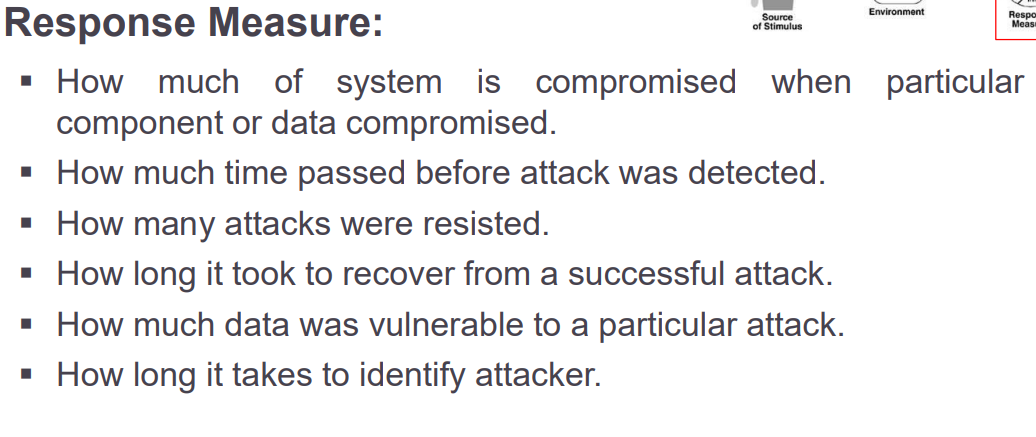 Response Measure:
Source
of Stimulus
Environment
▪ How much of system is compromised when particular
component or data compromised.
▪ How much time passed before attack was detected.
▪ How many attacks were resisted.
▪ How long it took to recover from a successful attack.
▪ How much data was vulnerable to a particular attack.
▪ How long it takes to identify attacker.